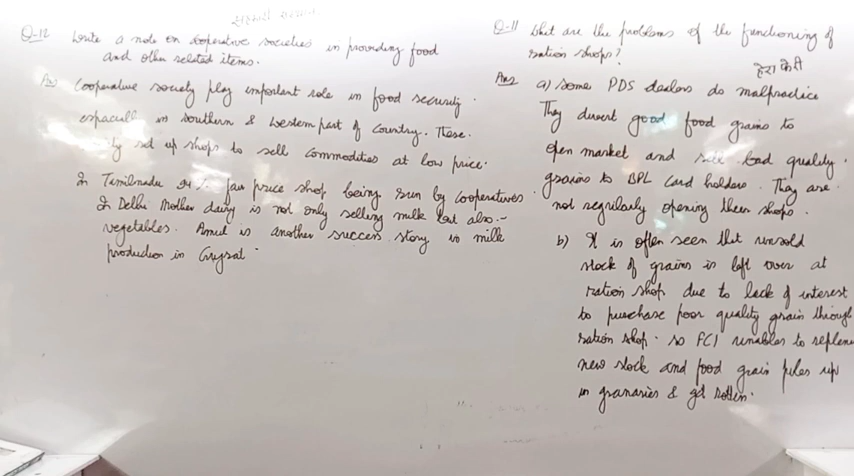 Q-12 Write a note on cooperative societies in providing food
and other related items.
Ans Cooperative society play important role in food security.
espacially in southern & western part of country. These.
set up shops to sell commodities at low price.
In Tamilnadu 94 % fair price shop being run by cooperatives.
In Delhi Mother dairy is not only selling milk but also
vegetables. Amul is another success story in milk
production in
Q-11 What are the problems of the functioning of
ration shops?
हेरा फेरी
Ans a) Some PDS dealers do malpractice
They divert good food grains to
open market and bad quality.
grains to BPL card holders. They are.
not regularly opening their shops.
b) It is often seen that unsold
stock of grains is left over at
ration shop due to lack of interest
to purchase poor quality grain through
ration shop. so FCI unables to
new stock and food grain piles up
in granaries & get rotten.